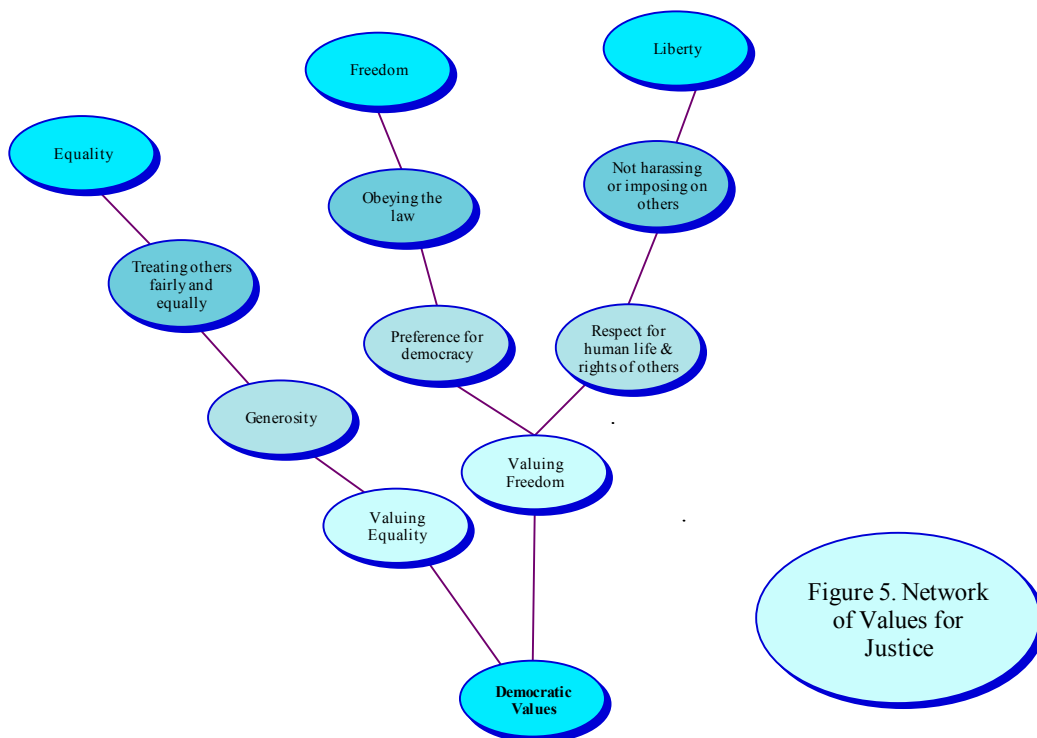 Liberty
Freedom
Equality
Not harassing
or imposing on
others
Obeying the
law
Treating others
fairly and
equally
Preference for
democracy
Respect for
human life &
rights of others
Generosity
Valuing
Freedom
Valuing
Equality
Figure 5. Network
of Values for
Justice
Democratic
Values